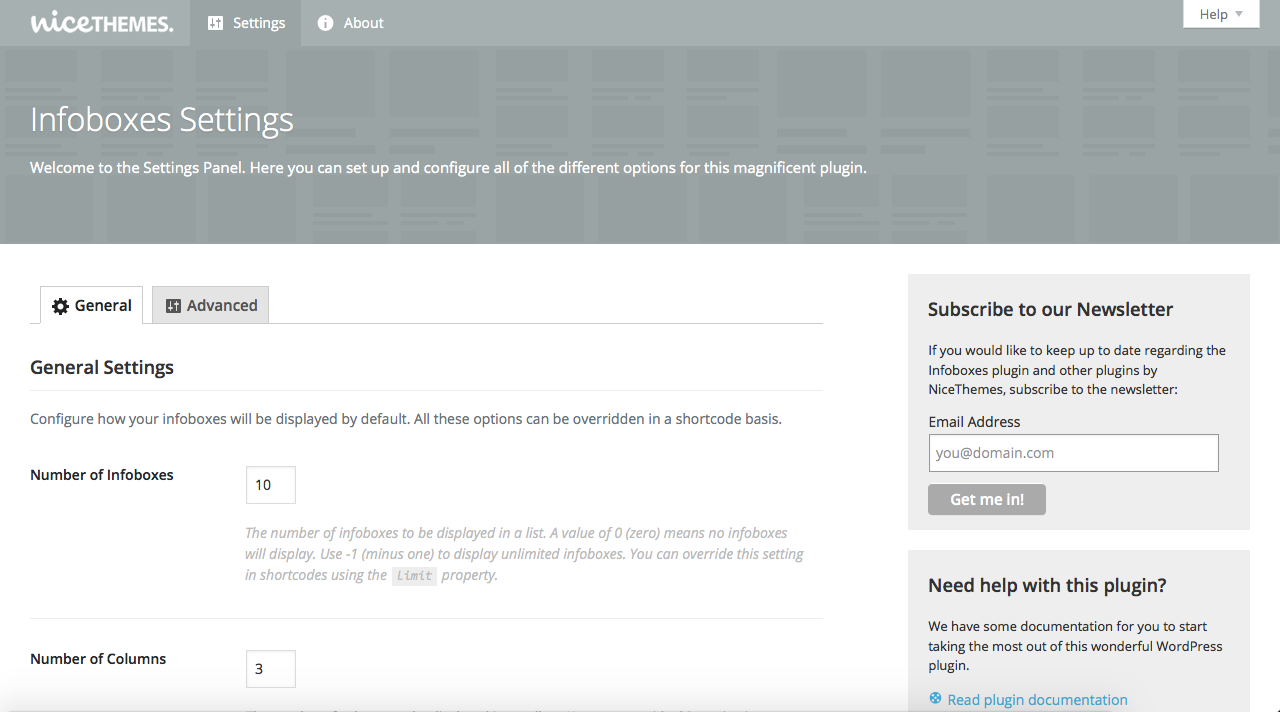 nicethemes.
Settings
About
Help
Infoboxes Settings
Welcome to the Settings Panel. Here you can set up and configure all of the different options for this magnificent plugin.
General
Advanced
General Settings
Configure how your infoboxes will be displayed by default. All these options can be overridden in a shortcode basis.
Number of Infoboxes
10
The number of infoboxes to be displayed in a list. A value of 0 (zero) means no infoboxes
will display. Use -1 (minus one) to display unlimited infoboxes. You can override this setting
in shortcodes using the limit property.
Number of Columns
3
Subscribe to our Newsletter
If you would like to keep up to date regarding the
Infoboxes plugin and other plugins by
NiceThemes, subscribe to the newsletter:
Email Address
you@domain.com
Get me in!
Need help with this plugin?
We have some documentation for you to start
taking the most out of this wonderful WordPress
plugin.
Read plugin documentation